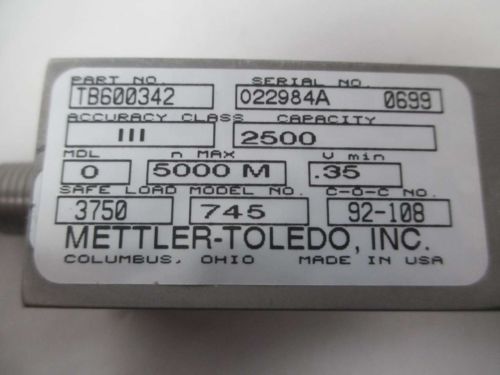 PART NO. SERIAL NO.
TB600342 022984A 0699
ACCURACY CLASS CAPACITY
III 2500
MDL n MAX V min
0 5000 M .35
SAFE LOAD MODEL NO. C-O-C NO.
3750 745 92-108
METTLER-TOLEDO, INC.
COLUMBUS, OHIO MADE IN USA